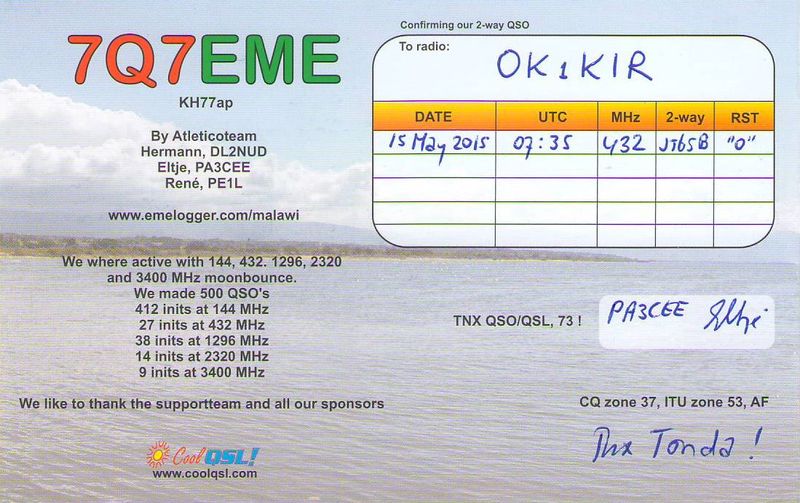 7Q7EME
KH77ap
By Atleticoteam
Hermann, DL2NUD
Eltje, PA3CEE
René, PE1L
www.emelogger.com/malawi
Confirming our 2-way QSO
To radio:
OK1KIR
DATE UTC MHz 2-way RST
15 May 2015 07:35 432 JT65B "O"
We where active with 144, 432. 1296, 2320
and 3400 MHz moonbounce.
We made 500 QSO's
412 inits at 144 MHz
27 inits at 432 MHz
38 inits at 1296 MHz
14 inits at 2320 MHz
9 inits at 3400 MHz
TNX QSO/QSL, 73 !
PA3CEE Eltje
We like to thank the supportteam and all our sponsors
CQ zone 37, ITU zone 53, AF
Tnx Tonda !
Cool QSL!
www.coolqsl.com